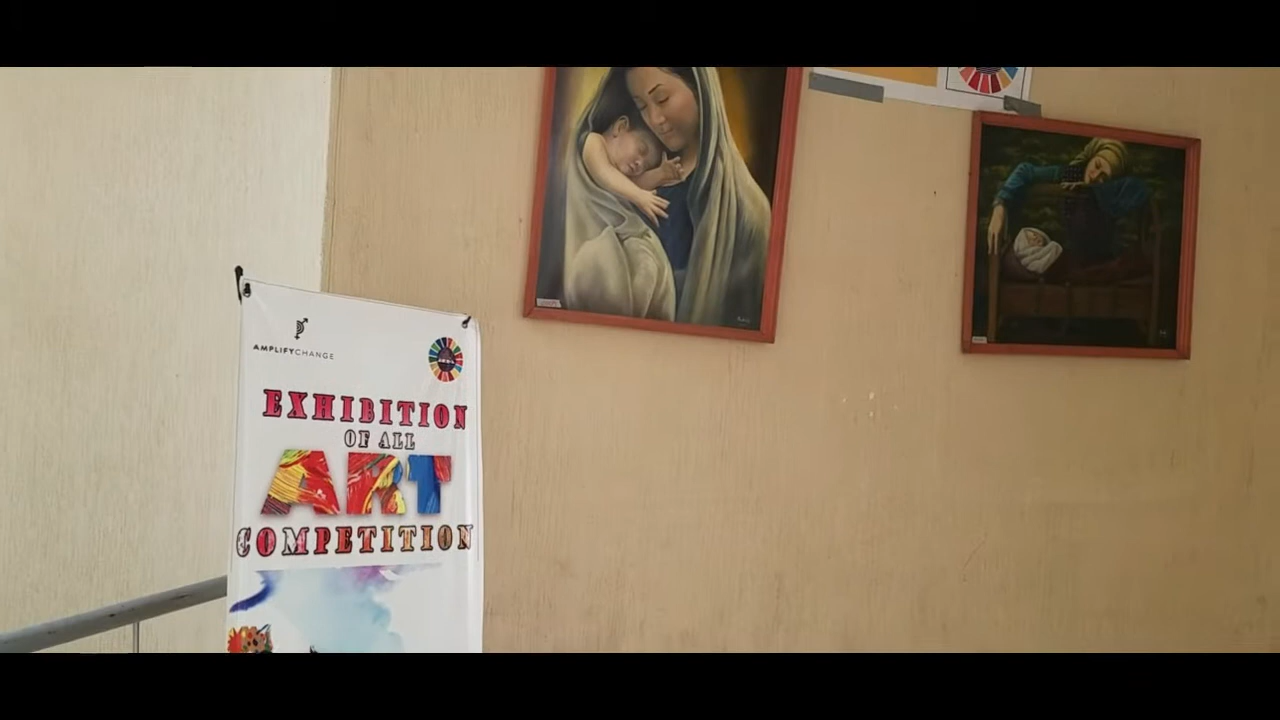 AMPLIFYCHANGE
EXHIBITION
OF ALL
ART
COMPETITION